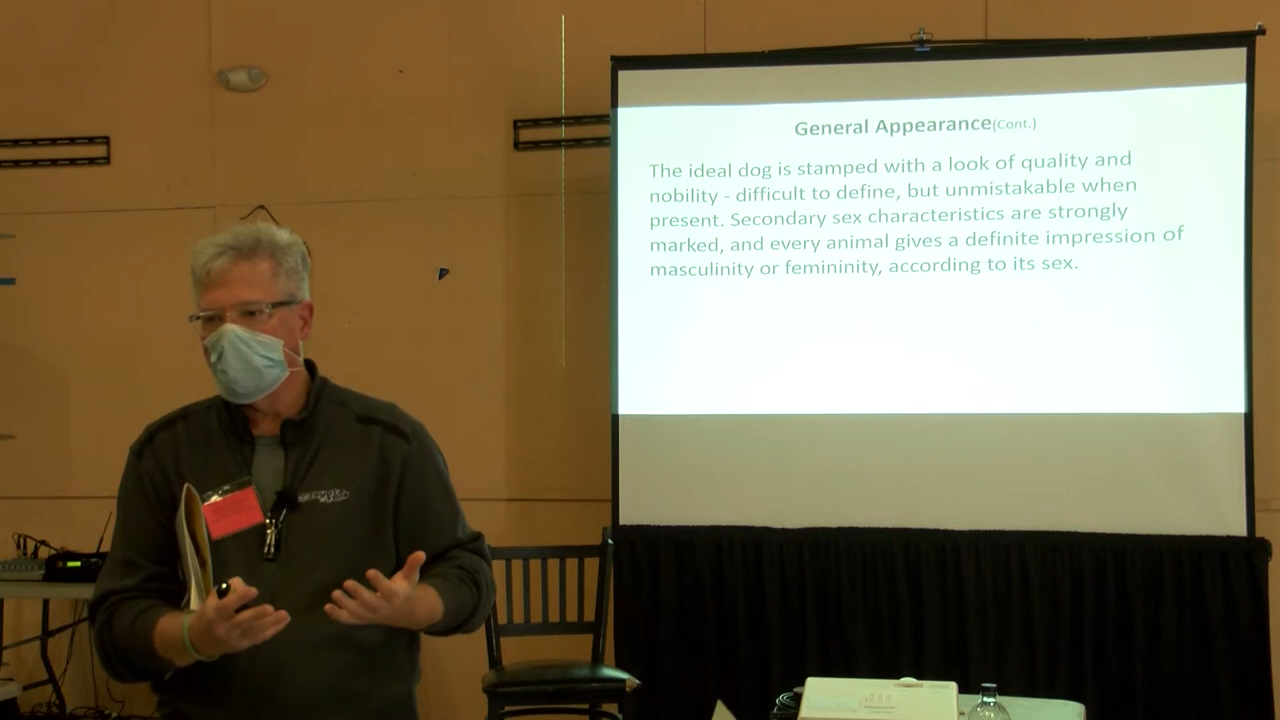 General Appearance(Cont.)
The ideal dog is stamped with a look of quality and
nobility - difficult to define, but unmistakable when
present. Secondary sex characteristics are strongly
marked, and every animal gives a definite impression of
masculinity or femininity, according to its sex.